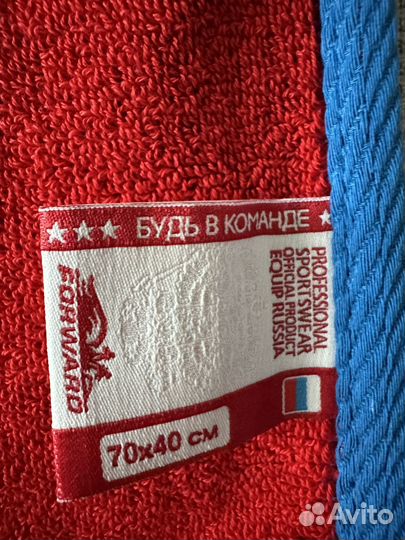 ★★★ БУДЬ В КОМАНДЕ ★
FORWARD
PROFESSIONAL
SPORTSWEAR
OFFICIAL PRODUCT
EQUIP RUSSIA
70x40 см
Avito